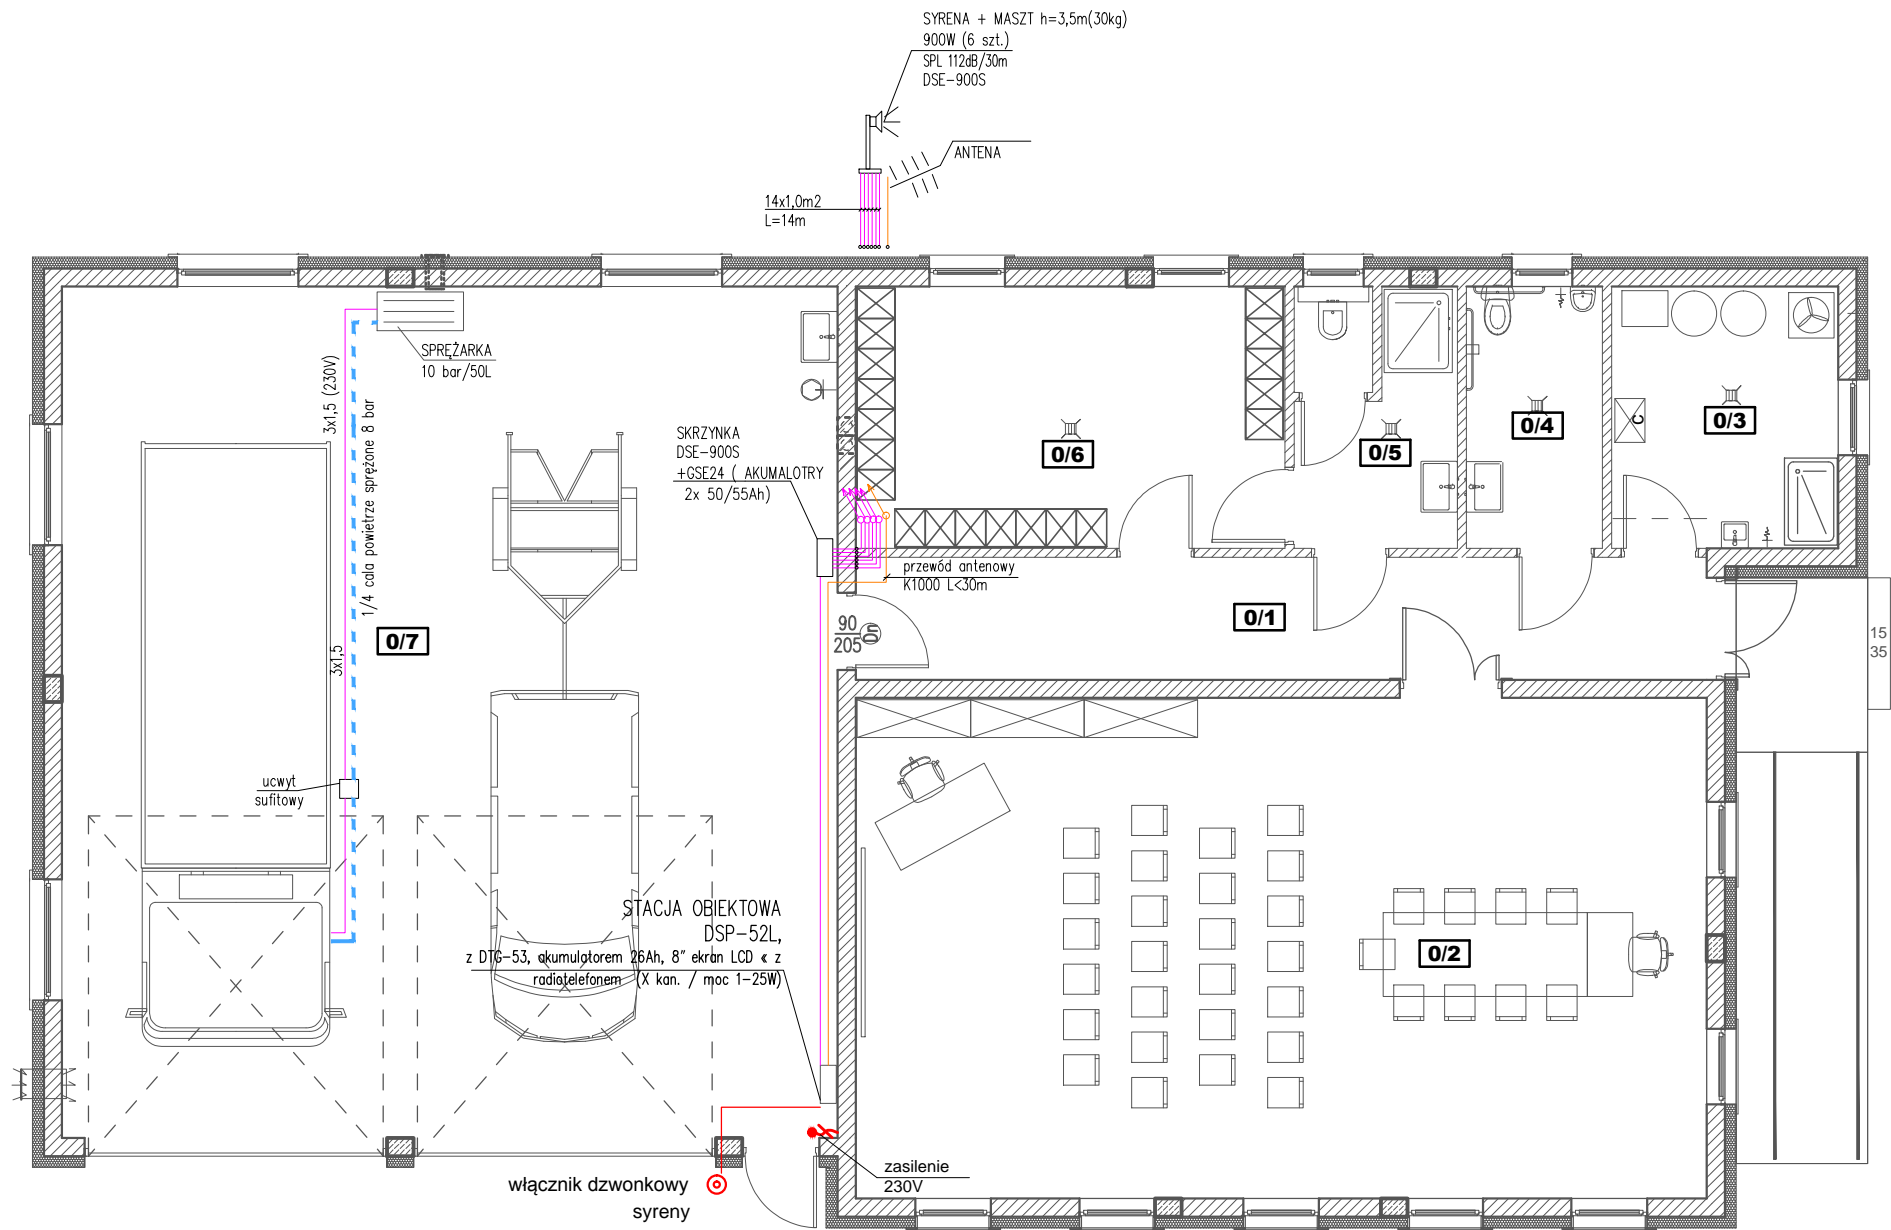 SYRENA + MASZT h=3,5m(30kg)
900W (6 szt.)
SPL 112dB/30m
DSE-900S
ANTENA
14x1,0m2
L=14m
SPRĘŻARKA
10 bar/50L
3x1,5 (230V)
1/4 cala powietrze sprężone 8 bar
SKRZYNKA
DSE-900S
+GSE24 ( AKUMALOTRY
2x 50/55Ah)
0/6
0/5
0/4
0/3
C
przewód antenowy
K1000 L<30m
0/1
90
205
Dn
15
35
0/7
3x1,5
ucwyt
sufitowy
STACJA OBIEKTOWA
DSP-52L,
z DTG-53, akumulatorem 26Ah, 8" ekran LCD « z
radiotelefonem (X kan. / moc 1-25W)
0/2
zasilenie
230V
włącznik dzwonkowy
syreny